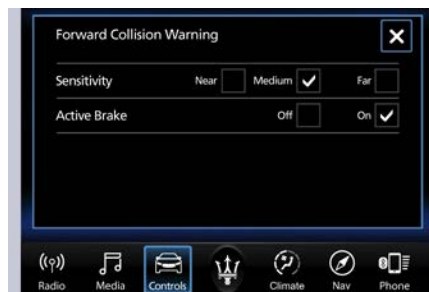 Forward Collision Warning
Sensitivity Near Medium Far
Active Brake Off On
Radio Media Controls Climate Nav Phone